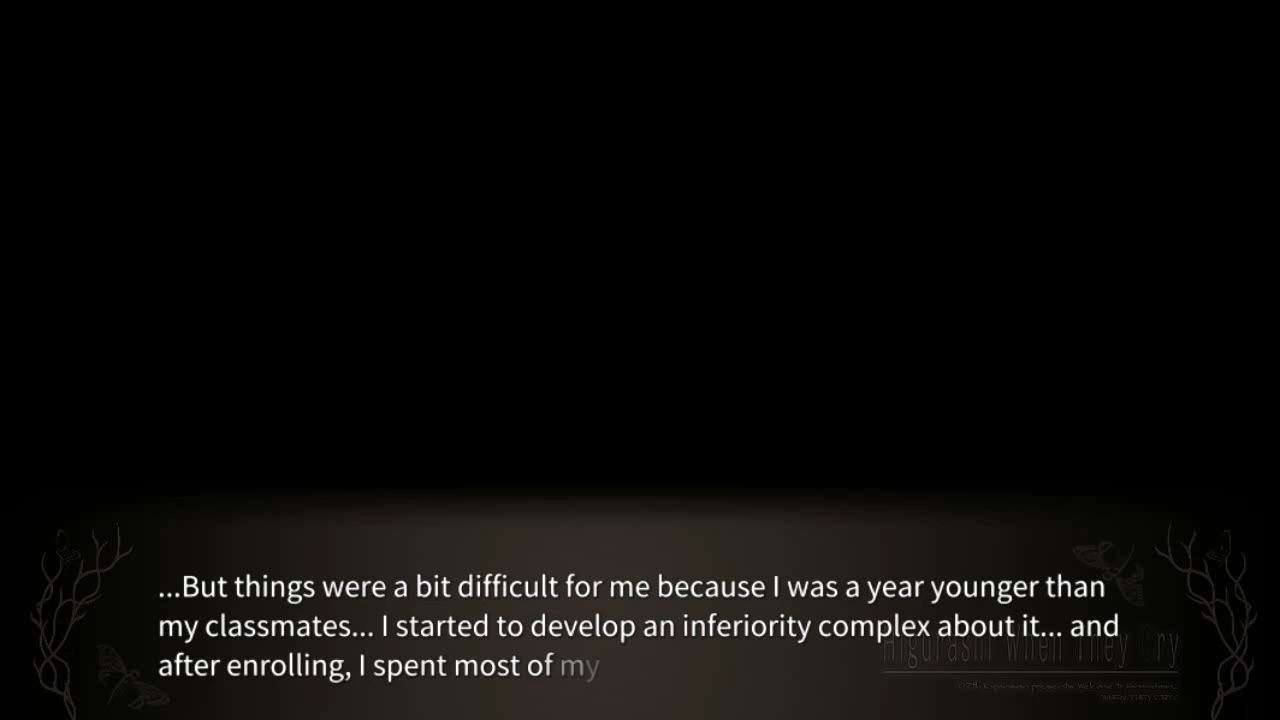 ...But things were a bit difficult for me because I was a year younger than
my classmates... I started to develop an inferiority complex about it... and
after enrolling, I spent most of my
Higurashi When They Cry